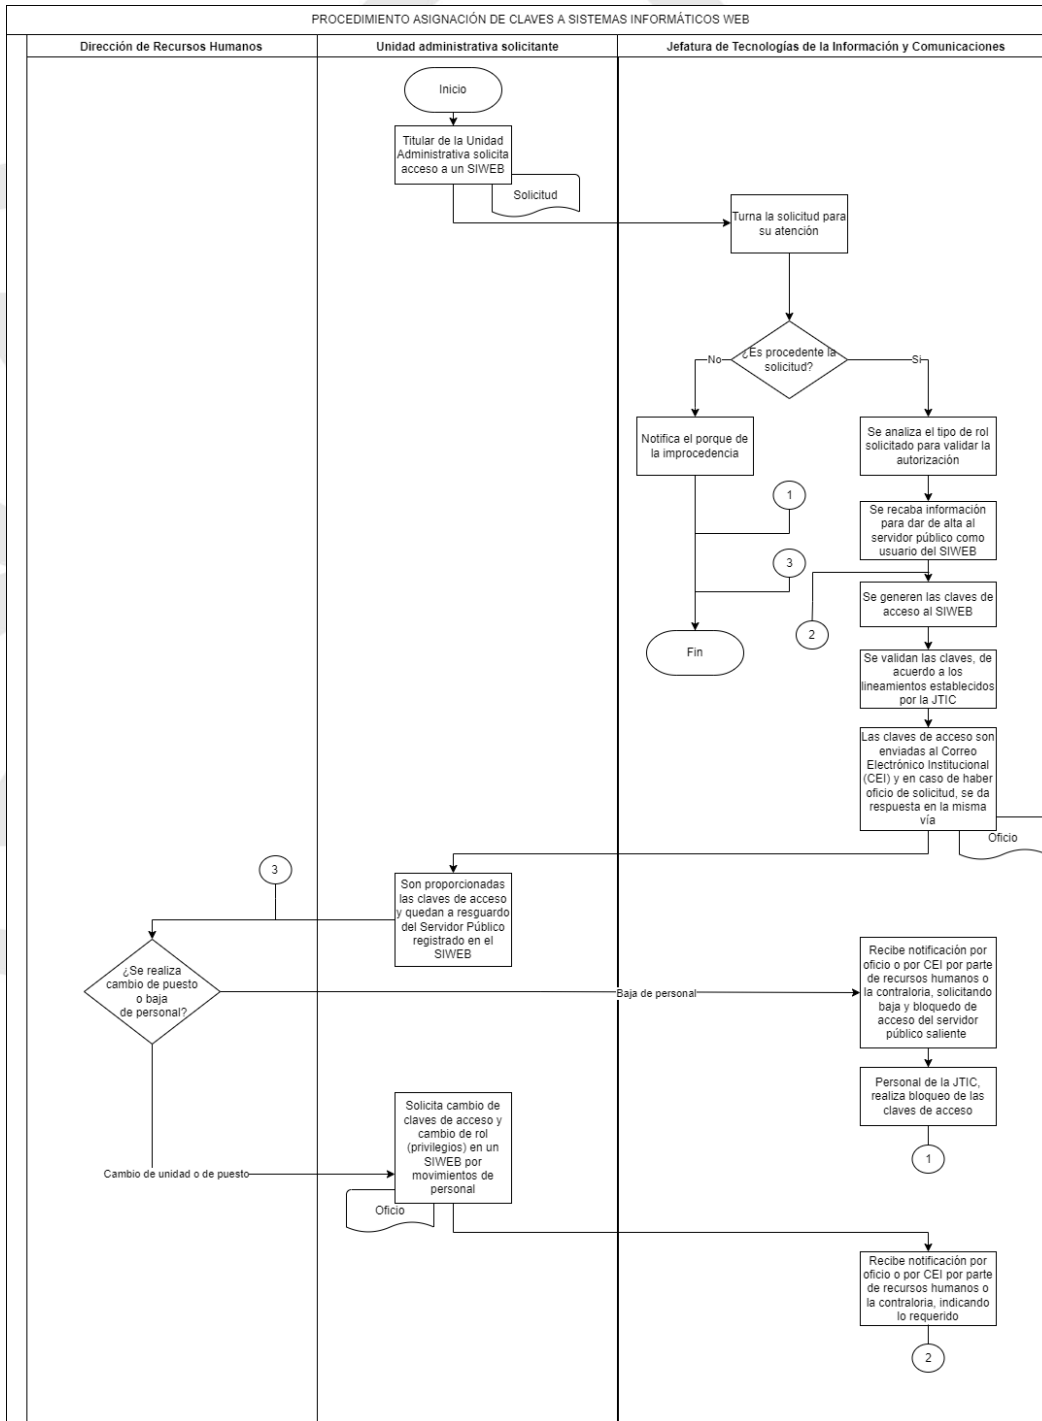 PROCEDIMIENTO ASIGNACIÓN DE CLAVES A SISTEMAS INFORMÁTICOS WEB
Dirección de Recursos Humanos
Unidad administrativa solicitante
Jefatura de Tecnologías de la Información y Comunicaciones
Inicio
Titular de la Unidad
Administrativa solicita
acceso a un SIWEB
Solicitud
Turna la solicitud para
su atención
¿Es procedente la
solicitud?
No
Si
Notifica el porque de
la improcedencia
Se analiza el tipo de rol
solicitado para validar la
autorización
1
Se recaba información
para dar de alta al
servidor público como
usuario del SIWEB
3
Se generen las claves de
acceso al SIWEB
2
Fin
Se validan las claves, de
acuerdo a los
lineamientos establecidos
por la JTIC
Las claves de acceso son
enviadas al Correo
Electrónico Institucional
(CEI) y en caso de haber
oficio de solicitud, se da
respuesta en la misma
vía
Oficio
3
Son proporcionadas
las claves de acceso
y quedan a resguardo
del Servidor Público
registrado en el
SIWEB
¿Se realiza
cambio de puesto
o baja
de personal?
Baja de personal
Recibe notificación por
oficio o por CEI por parte
de recursos humanos o
la contraloria, solicitando
baja y bloquedo de
acceso del servidor
público saliente
Personal de la JTIC,
realiza bloqueo de las
claves de acceso
1
Solicita cambio de
claves de acceso y
cambio de rol
(privilegios) en un
SIWEB por
movimientos de
personal
Cambio de unidad o de puesto
Oficio
Recibe notificación por
oficio o por CEI por parte
de recursos humanos o
la contraloria, indicando
lo requerido
2